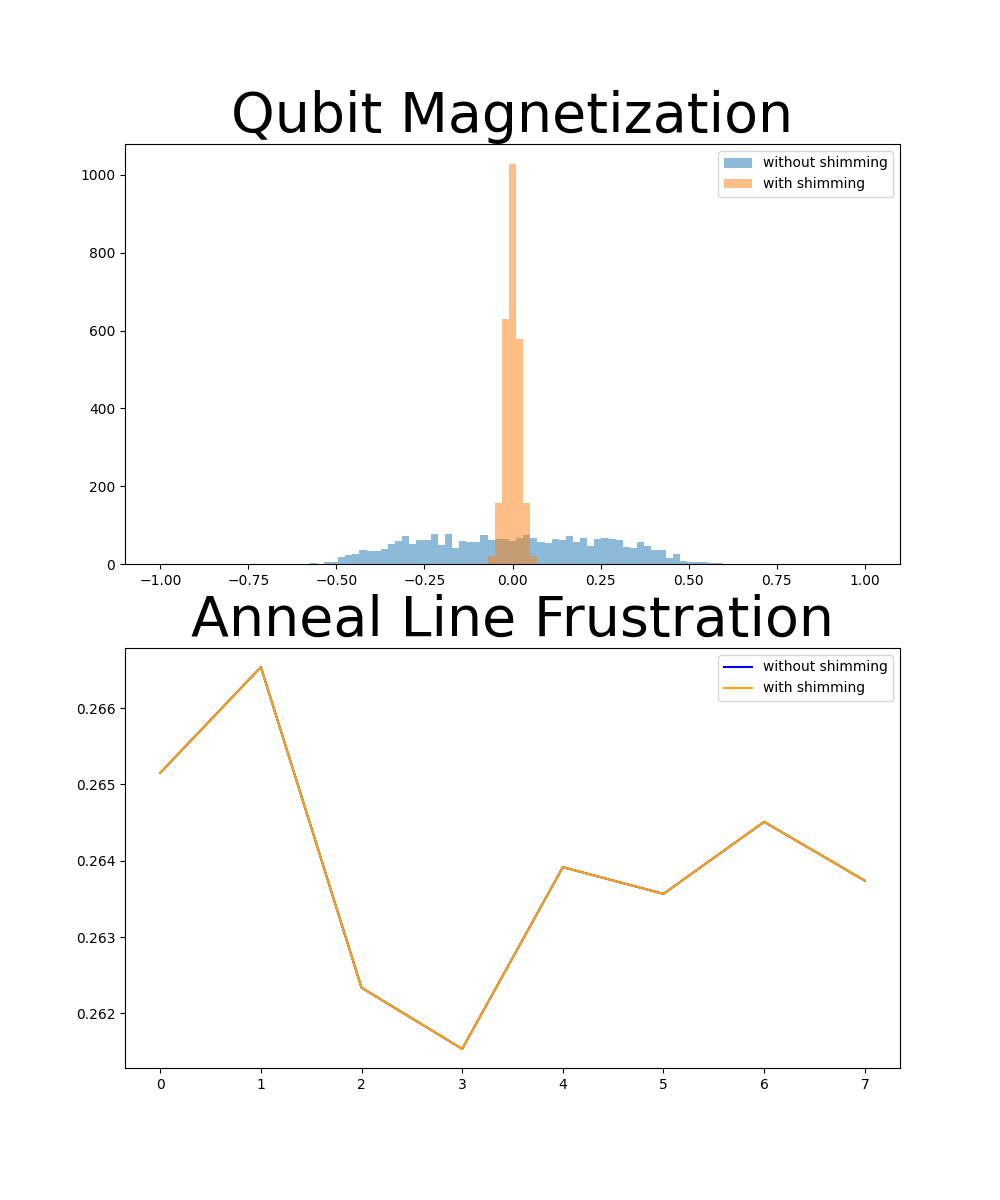 Qubit Magnetization
without shimming
with shimming
1000
800
600
400
200
0
−1.00 −0.75 −0.50 −0.25 0.00 0.25 0.50 0.75 1.00
Anneal Line Frustration
without shimming
with shimming
0.266
0.265
0.264
0.263
0.262
0 1 2 3 4 5 6 7